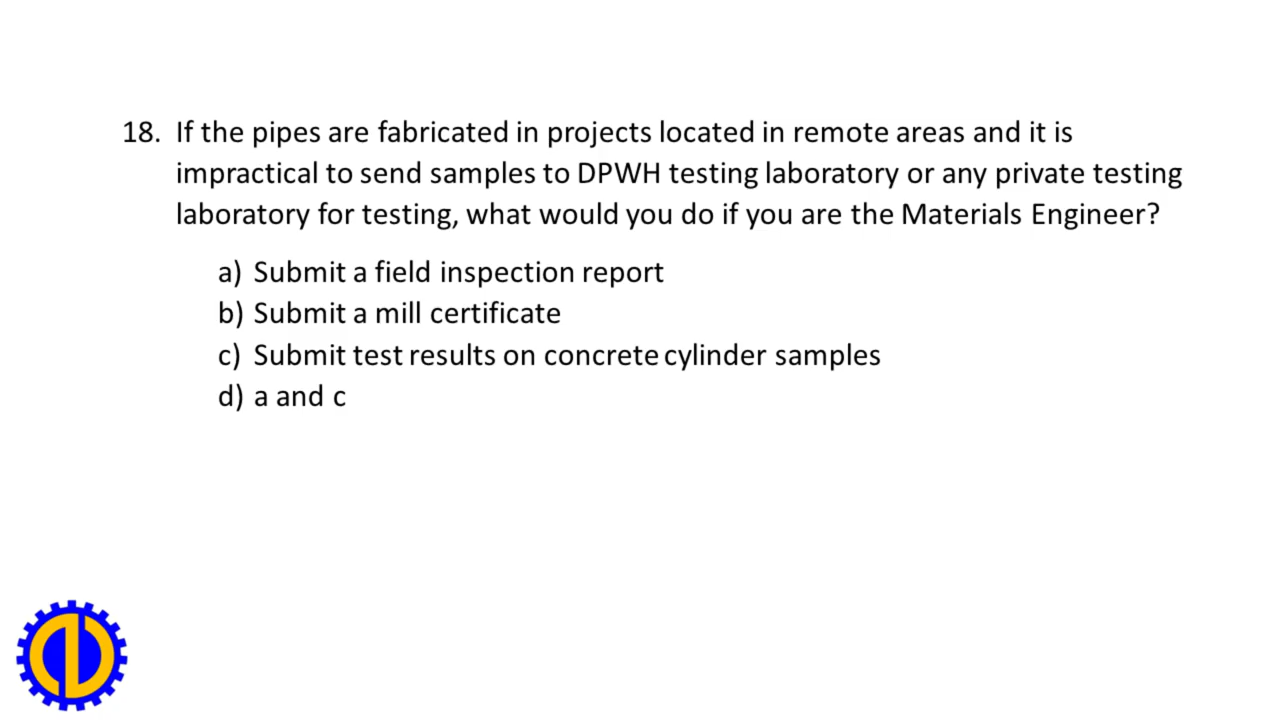 18. If the pipes are fabricated in projects located in remote areas and it is
impractical to send samples to DPWH testing laboratory or any private testing
laboratory for testing, what would you do if you are the Materials Engineer?
a) Submit a field inspection report
b) Submit a mill certificate
c) Submit test results on concrete cylinder samples
d) a and c